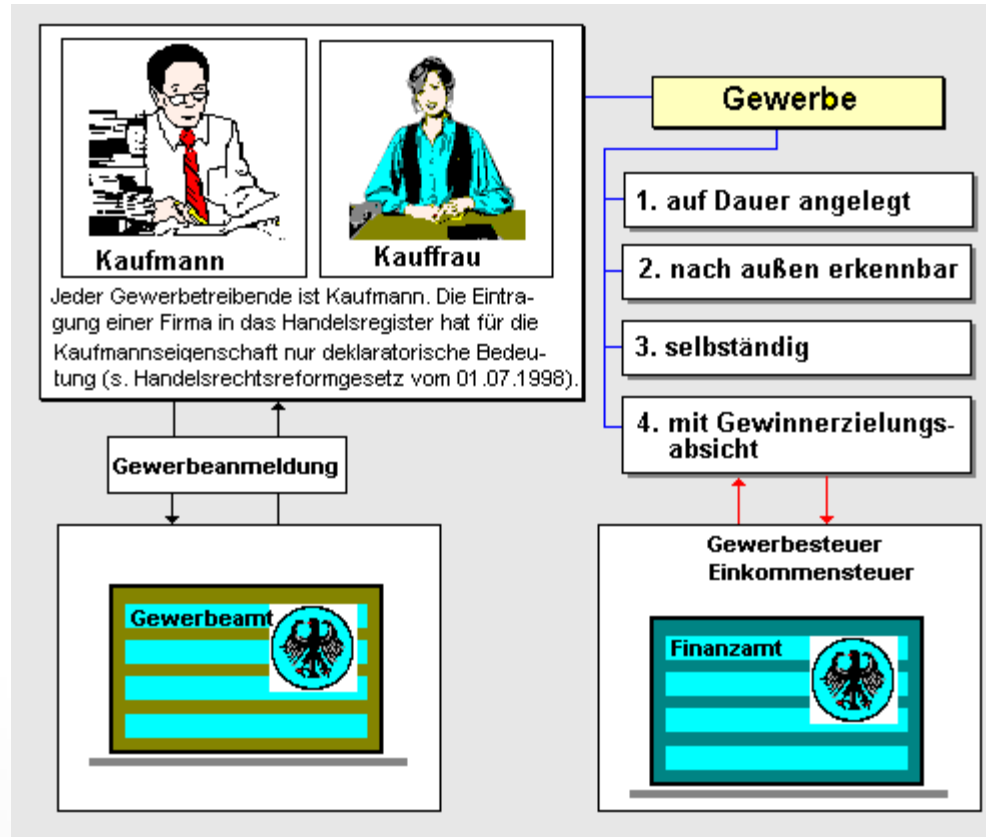 Kaufmann
Kauffrau
Jeder Gewerbetreibende ist Kaufmann. Die Eintra-
gung einer Firma in das Handelsregister hat für die
Kaufmannseigenschaft nur deklaratorische Bedeu-
tung (s. Handelsrechtsreformgesetz vom 01.07.1998).
Gewerbe
1. auf Dauer angelegt
2. nach außen erkennbar
3. selbständig
4. mit Gewinnerzielungs-
absicht
Gewerbeanmeldung
Gewerbeamt
Gewerbesteuer
Einkommensteuer
Finanzamt